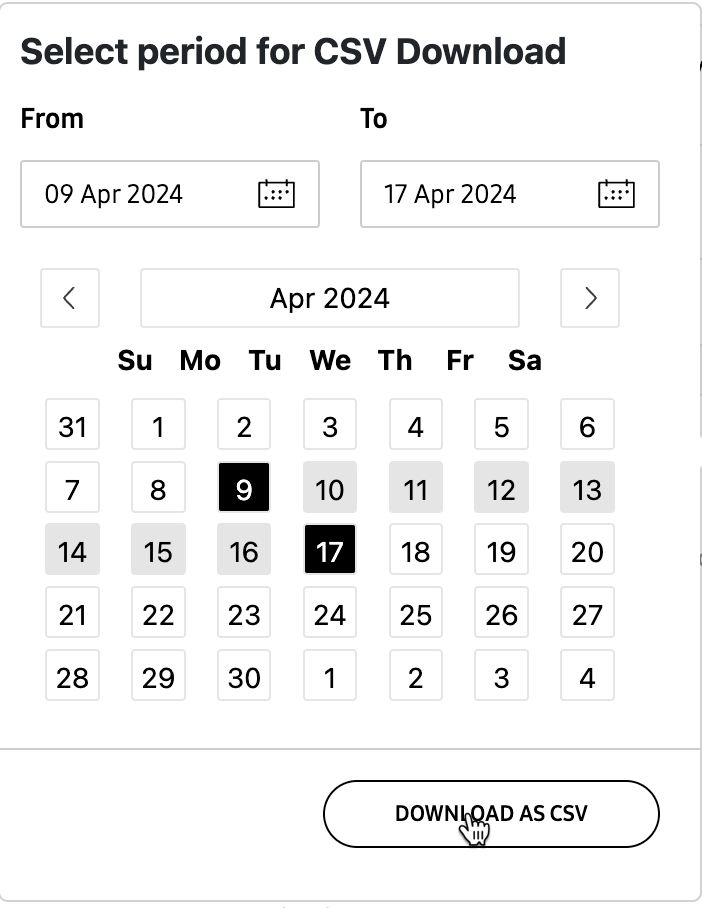 Select period for CSV Download
From To
09 Apr 2024 17 Apr 2024
Apr 2024
Su Mo Tu We Th Fr Sa
31 1 2 3 4 5 6
7 8 9 10 11 12 13
14 15 16 17 18 19 20
21 22 23 24 25 26 27
28 29 30 1 2 3 4
DOWNLOAD AS CSV